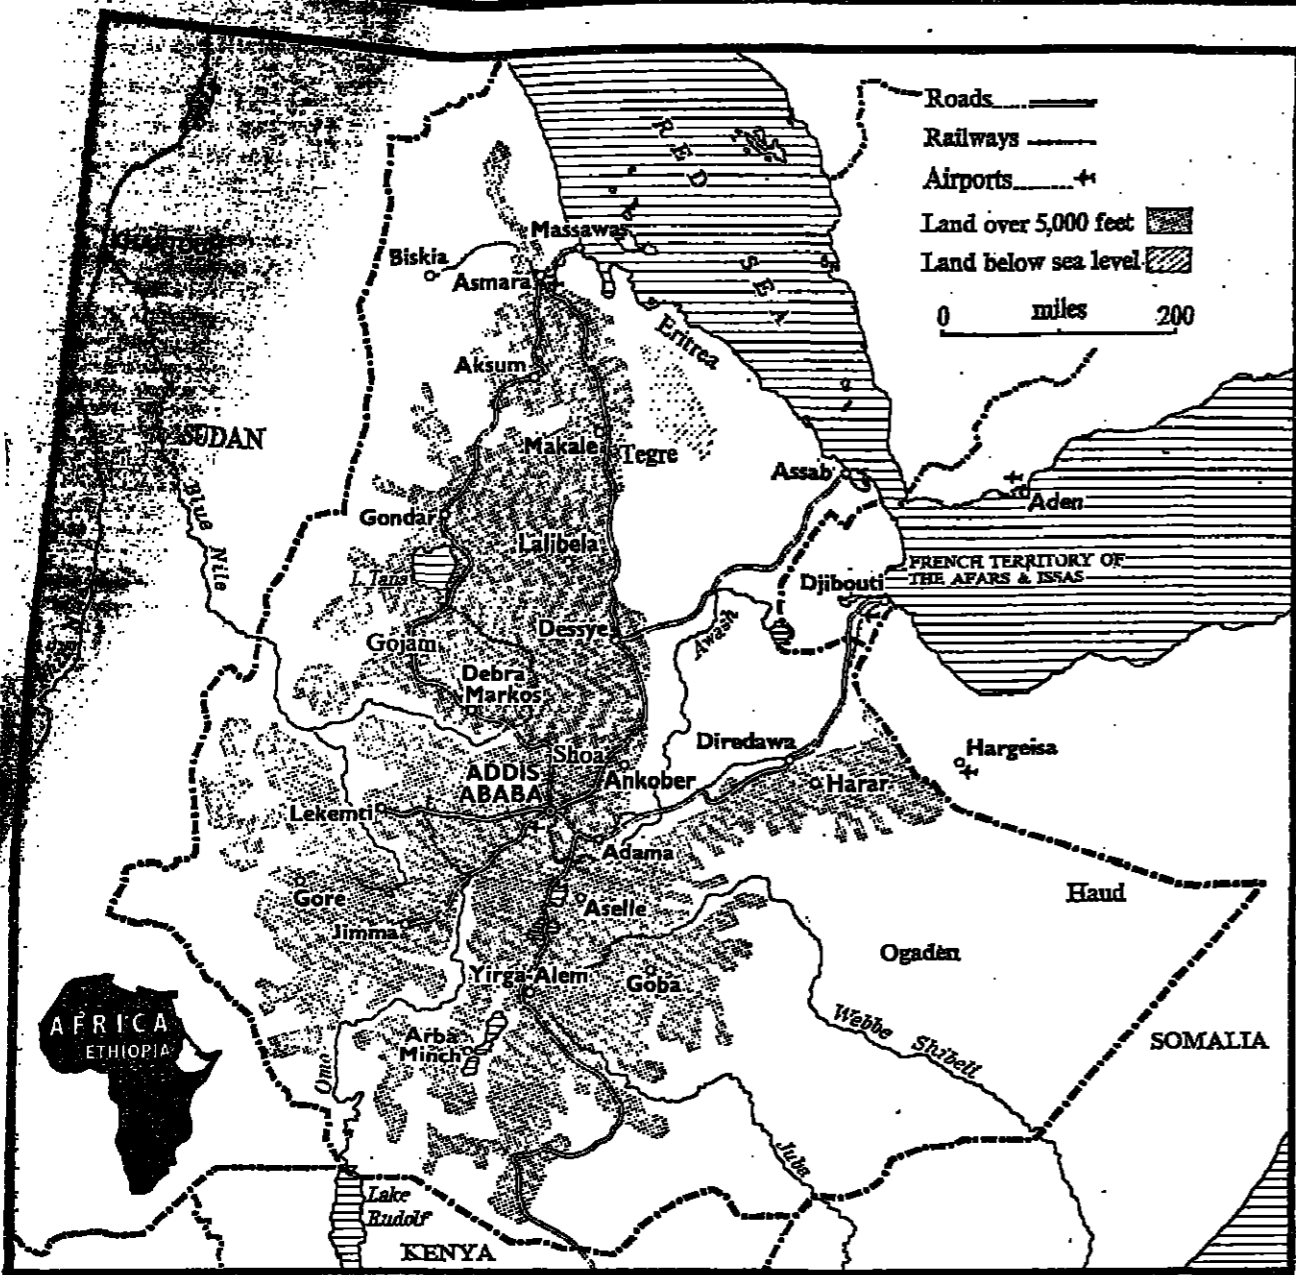 Roads
Railways
Airports
Land over 5,000 feet
Land below sea level
miles
0 200
RED SEA
Massawa
Biskia
Asmara
Eritrea
Aksum
SUDAN
Makale
Tegre
Assab
Aden
Blue Nile
Gondar
Lalibela
L. Tana
FRENCH TERRITORY OF
THE AFARS & ISSAS
Djibouti
Dessye
Awash
Gojam
Debra
Markos
Diredawa
Hargeisa
Shoa
ADDIS
ABABA
Ankober
Harar
Lekemti
Adama
Haud
Gore
Aselle
Jimma
Ogaden
Yirga-Alem
Goba
AFRICA
ETHIOPIA
Arba
Minch
Webbe Shibeli
SOMALIA
Omo
Juba
Lake
Rudolf
KENYA